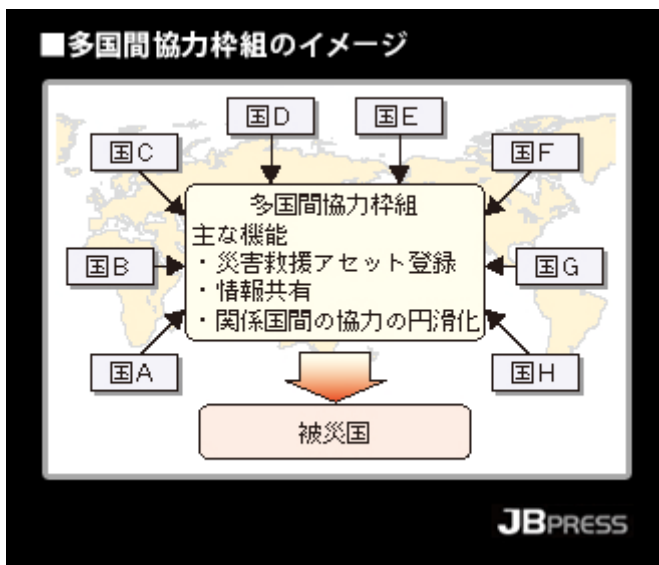 ■多国間協力枠組のイメージ
国D
国E
国C
国F
多国間協力枠組
主な機能
・災害救援アセット登録
・情報共有
・関係国間の協力の円滑化
国B
国G
国A
国H
被災国
JBPRESS